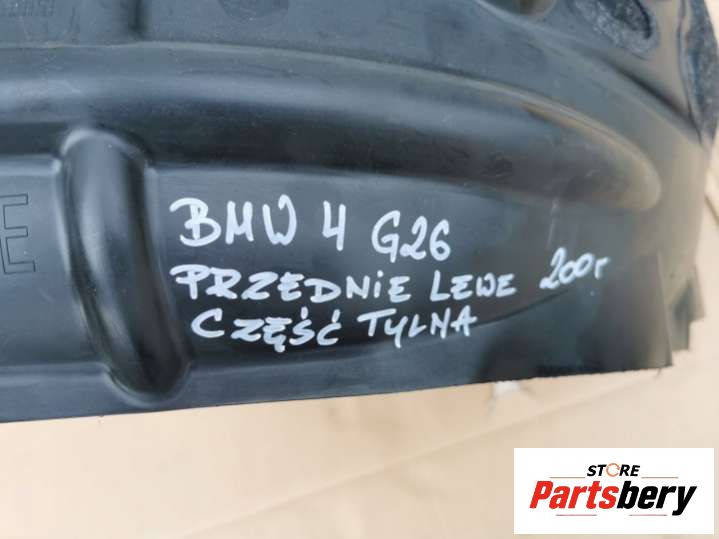 E
BMW 4 G26
PRZEDNIE LEWE 200r
CZĘŚĆ TYLNA
STORE
Partsbery